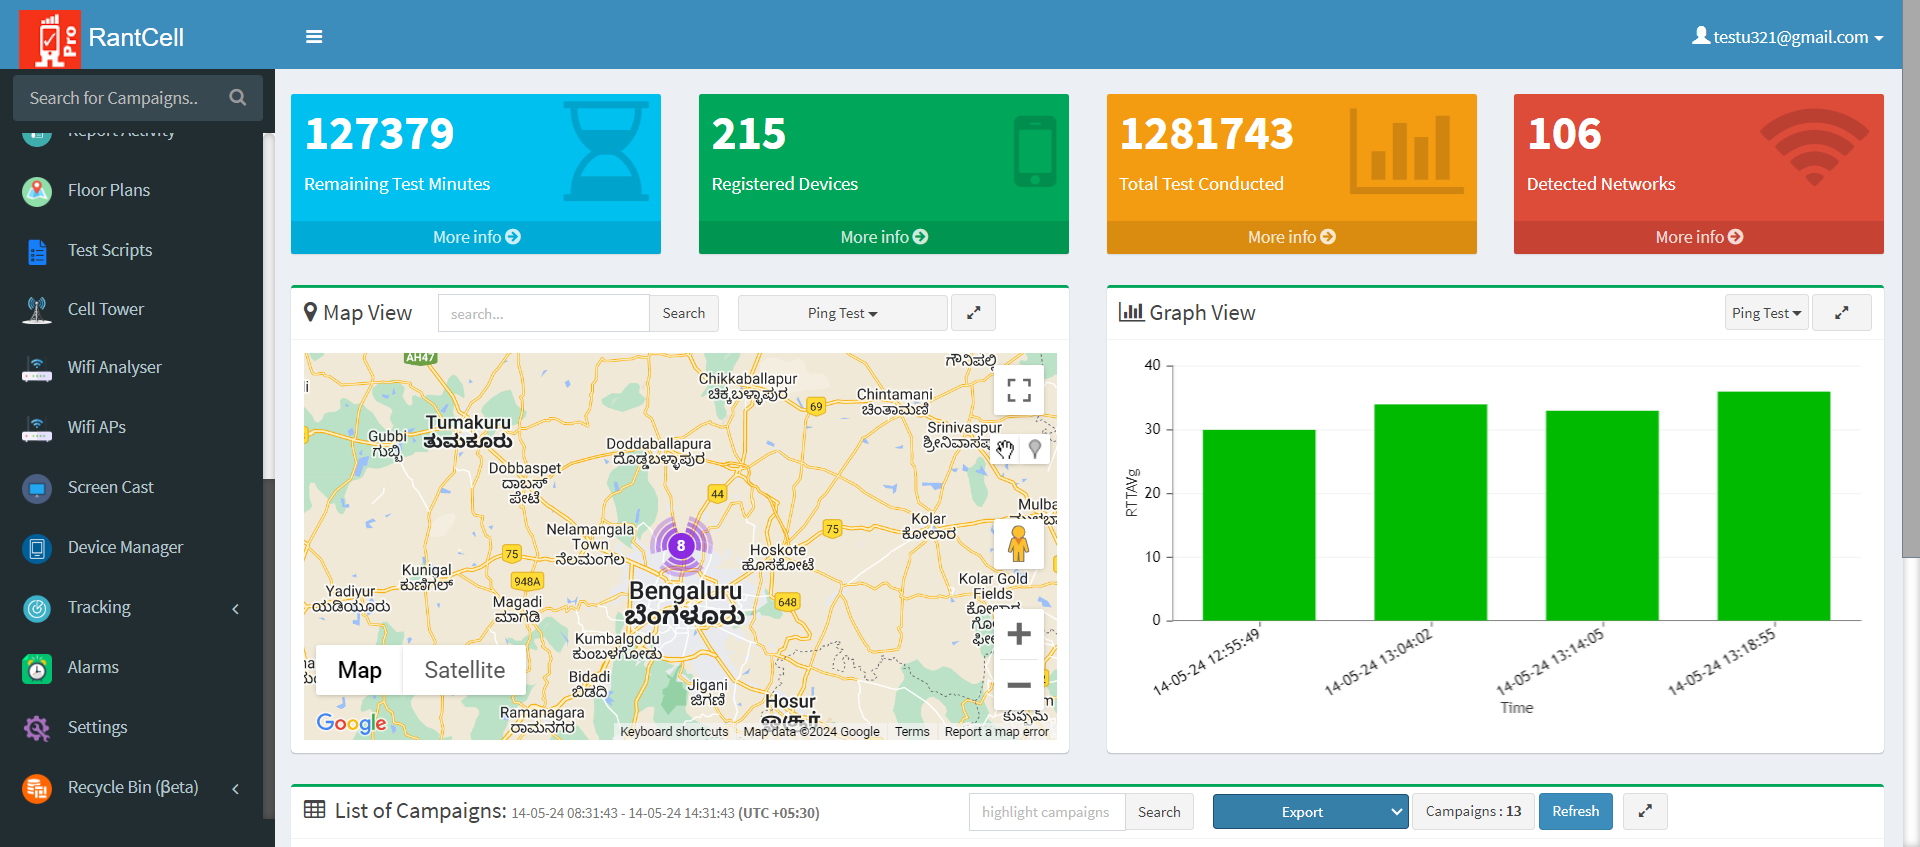 Pro
RantCell
testu321@gmail.com
Search for Campaigns..
Report Activity
Floor Plans
Test Scripts
Cell Tower
Wifi Analyser
Wifi APs
Screen Cast
Device Manager
Tracking
Alarms
Settings
Recycle Bin (βeta)
127379
Remaining Test Minutes
More info
215
Registered Devices
More info
1281743
Total Test Conducted
More info
106
Detected Networks
More info
Map View
search...
Search
Ping Test
AH47
ಗೌನಿಪಲ್ಲಿ
Chikkaballapur
ಚಿಕ್ಕಬಳ್ಳಾಪುರ
69
Chintamani
ಚಿಂತಾಮಣಿ
Tumakuru
ತುಮಕೂರು
Gubbi
ಗುಬ್ಬಿ
Doddaballapura
ದೊಡ್ಡಬಳ್ಳಾಪುರ
Srinivaspur
Dobbaspet
ದಾಬಸ್
ಪೇಟೆ
44
Nelamangala
Town
ನೆಲಮಂಗಲ
75
Kolar
ಕೋಲಾರ
8
Hoskote
ಹೊಸಕೋಟೆ
75
948A
Kunigal
ಕುಣಿಗಲ್
Yadiyur
ಯಡಿಯೂರು
Magadi
ಮಾಗಡಿ
Bengaluru
ಬೆಂಗಳೂರು
648
Kolar Gold
Fields
Kumbalgodu
ಕುಂಬಳಗೋಡು
Bidadi
ಬಿಡದಿ
Jigani
ಜಿಗಣಿ
Hosur
Ramanagara
ರಾಮನಗರ
ಕುಪ್ಪಮ್
Map
Satellite
Google
Keyboard shortcuts
Map data ©2024 Google
Terms
Report a map error
Graph View
Ping Test
40
30
20
10
0
RTTAVg
14-05-24 12:55:49
14-05-24 13:04:02
14-05-24 13:14:05
14-05-24 13:18:55
Time
List of Campaigns: 14-05-24 08:31:43 - 14-05-24 14:31:43 (UTC +05:30)
highlight campaigns
Search
Export
Campaigns : 13
Refresh